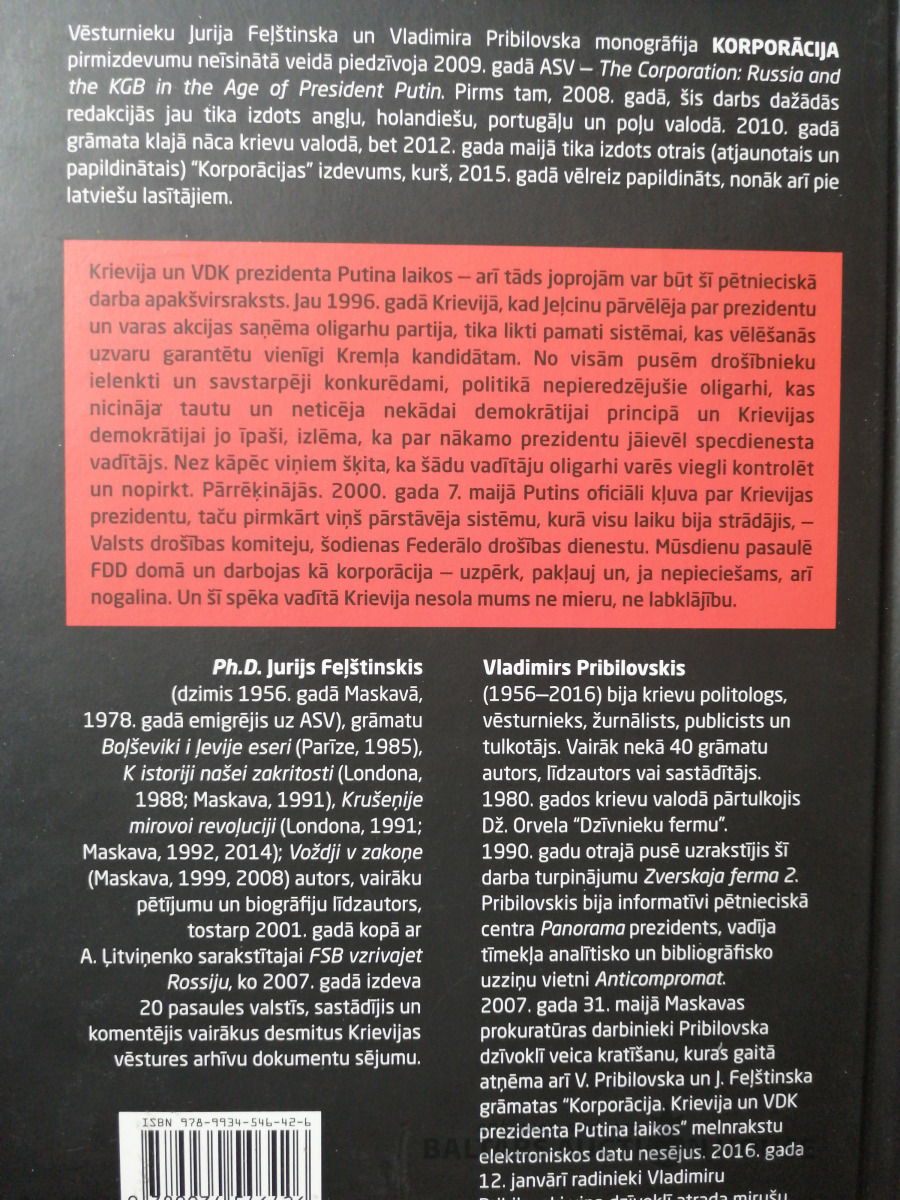 Vēsturnieku Jurija Feļštinska un Vladimira Pribilovska monogrāfija KORPORĀCIJA
pirmizdevumu neīsinātā veidā piedzīvoja 2009. gadā ASV – The Corporation: Russia and
the KGB in the Age of President Putin. Pirms tam, 2008. gadā, šis darbs dažādās
redakcijās jau tika izdots angļu, holandiešu, portugāļu un poļu valodā. 2010. gadā
grāmata klajā nāca krievu valodā, bet 2012. gada maijā tika izdots otrais (atjaunotais un
papildinātais) "Korporācijas" izdevums, kurš, 2015. gadā vēlreiz papildināts, nonāk arī pie
latviešu lasītājiem.
Krievija un VDK prezidenta Putina laikos – arī tāds joprojām var būt šī pētnieciskā
darba apakšvirsraksts. Jau 1996. gadā Krievijā, kad Jeļcinu pārvēlēja par prezidentu
un varas akcijas saņēma oligarhu partija, tika likti pamati sistēmai, kas vēlēšanās
uzvaru garantētu vienīgi Kremļa kandidātam. No visām pusēm drošībnieku
ielenkti un savstarpēji konkurēdami, politikā nepieredzējušie oligarhi, kas
nicināja tautu un neticēja nekādai demokrātijai principā un Krievijas
demokrātijai jo īpaši, izlēma, ka par nākamo prezidentu jāievēl specdienesta
vadītājs. Nez kāpēc viņiem šķita, ka šādu vadītāju oligarhi varēs viegli kontrolēt
un nopirkt. Pārrēķinājās. 2000. gada 7. maijā Putins oficiāli kļuva par Krievijas
prezidentu, taču pirmkārt viņš pārstāvēja sistēmu, kurā visu laiku bija strādājis, –
Valsts drošības komiteju, šodienas Federālo drošības dienestu. Mūsdienu pasaulē
FDD domā un darbojas kā korporācija – uzpērk, pakļauj un, ja nepieciešams, arī
nogalina. Un šī spēka vadītā Krievija nesola mums ne mieru, ne labklājību.
Ph.D. Jurijs Feļštinskis
(dzimis 1956. gadā Maskavā,
1978. gadā emigrējis uz ASV), grāmatu
Boļševiki i ļevije eseri (Parīze, 1985),
K istoriji našei zakritosti (Londona,
1988; Maskava, 1991), Krušeņije
mirovoi revoļuciji (Londona, 1991;
Maskava, 1992, 2014); Voždji v zakoņe
(Maskava, 1999, 2008) autors, vairāku
pētījumu un biogrāfiju līdzautors,
tostarp 2001. gadā kopā ar
A. Ļitviņenko sarakstītajai FSB vzrivajet
Rossiju, ko 2007. gadā izdeva
20 pasaules valstīs, sastādījis un
komentējis vairākus desmitus Krievijas
vēstures arhīvu dokumentu sējumu.
ISBN 978-9934-546-42-6
Vladimirs Pribilovskis
(1956–2016) bija krievu politologs,
vēsturnieks, žurnālists, publicists un
tulkotājs. Vairāk nekā 40 grāmatu
autors, līdzautors vai sastādītājs.
1980. gados krievu valodā pārtulkojis
Dž. Orvela "Dzīvnieku fermu".
1990. gadu otrajā pusē uzrakstījis šī
darba turpinājumu Zverskaja ferma 2.
Pribilovskis bija informatīvi pētnieciskā
centra Panorama prezidents, vadīja
tīmekļa analītisko un bibliogrāfisko
uzziņu vietni Anticompromat.
2007. gada 31. maijā Maskavas
prokuratūras darbinieki Pribilovska
dzīvoklī veica kratīšanu, kuras gaitā
atņēma arī V. Pribilovska un J. Feļštinska
grāmatas "Korporācija. Krievija un VDK
prezidenta Putina laikos" melnrakstu
elektroniskos datu nesējus. 2016. gada
12. janvārī radinieki Vladimiru